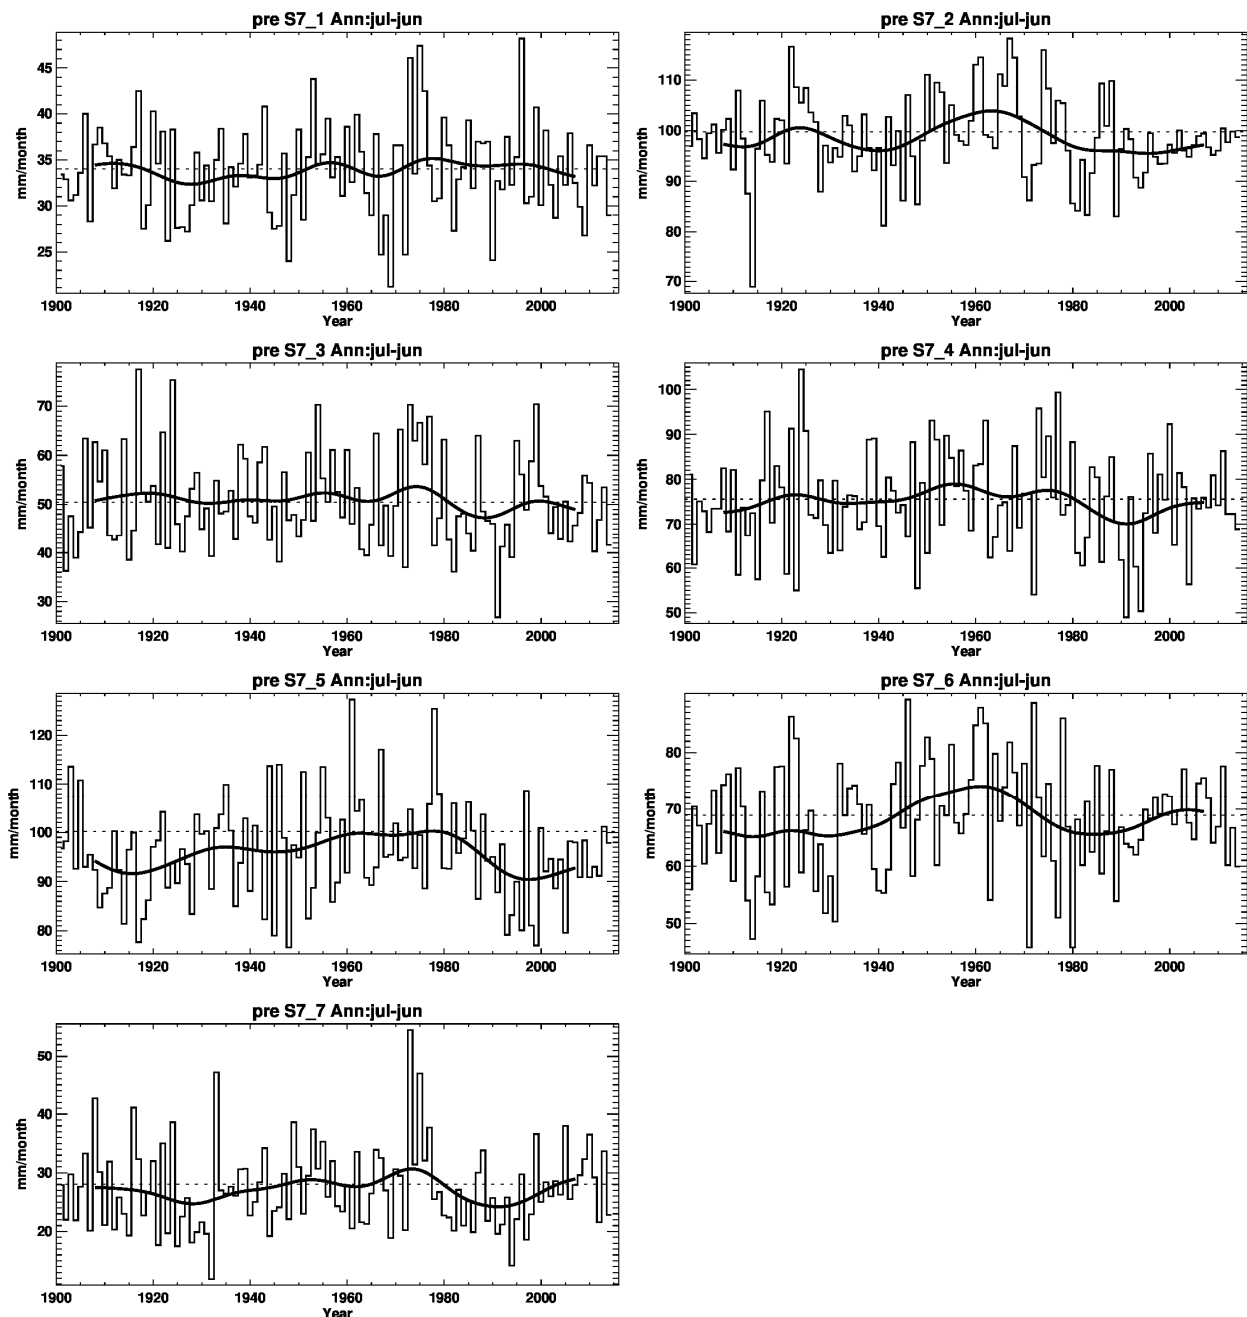 pre S7_1 Ann:jul-jun
mm/month
45
40
35
30
25
1900 1920 1940 1960 1980 2000
Year
pre S7_2 Ann:jul-jun
mm/month
110
100
90
80
70
1900 1920 1940 1960 1980 2000
Year
pre S7_3 Ann:jul-jun
mm/month
70
60
50
40
30
1900 1920 1940 1960 1980 2000
Year
pre S7_4 Ann:jul-jun
mm/month
100
90
80
70
60
50
1900 1920 1940 1960 1980 2000
Year
pre S7_5 Ann:jul-jun
mm/month
120
110
100
90
80
1900 1920 1940 1960 1980 2000
Year
pre S7_6 Ann:jul-jun
mm/month
80
70
60
50
1900 1920 1940 1960 1980 2000
Year
pre S7_7 Ann:jul-jun
mm/month
50
40
30
20
1900 1920 1940 1960 1980 2000
Year